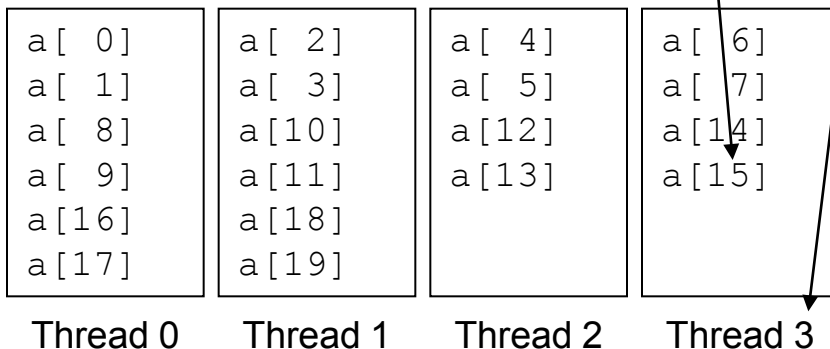 a[ 0]
a[ 1]
a[ 8]
a[ 9]
a[16]
a[17]
Thread 0
a[ 2]
a[ 3]
a[10]
a[11]
a[18]
a[19]
Thread 1
a[ 4]
a[ 5]
a[12]
a[13]
Thread 2
a[ 6]
a[ 7]
a[14]
a[15]
Thread 3